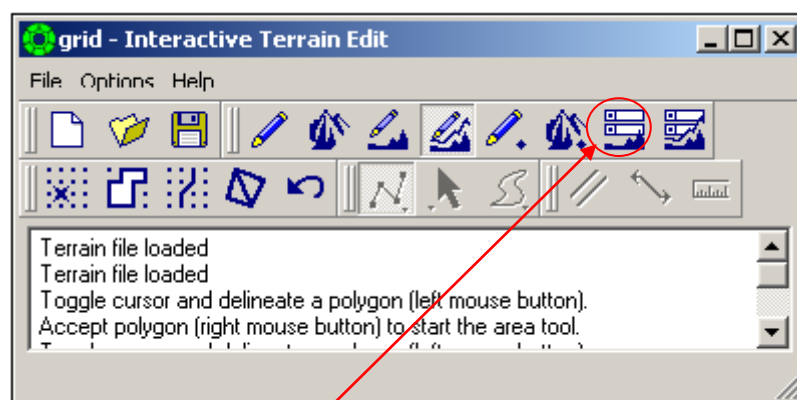 grid - Interactive Terrain Edit
File Options Help
Terrain file loaded
Terrain file loaded
Toggle cursor and delineate a polygon (left mouse button).
Accept polygon (right mouse button) to start the area tool.